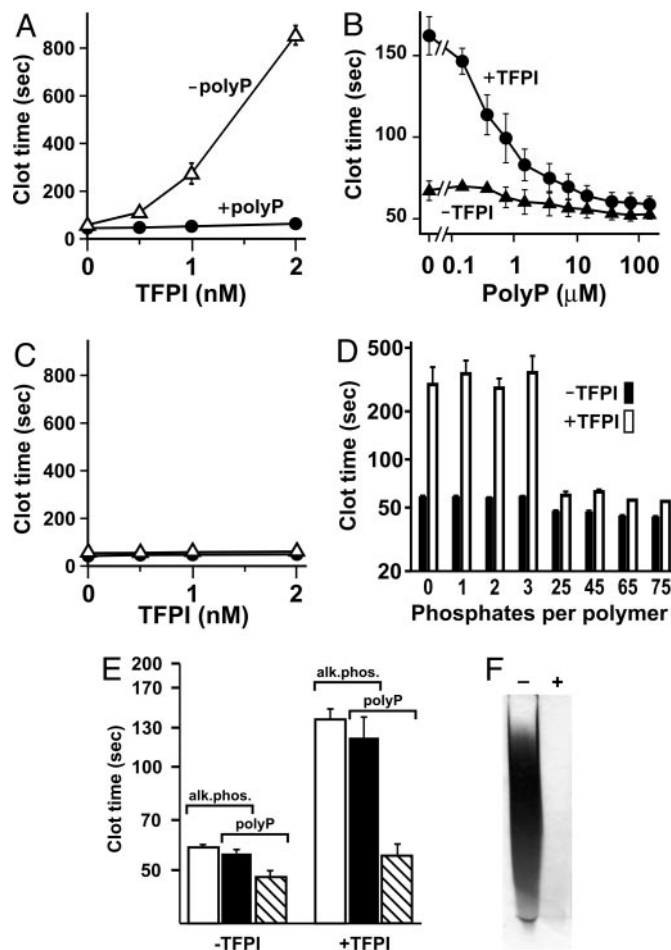 A
Clot time (sec)
800
600
400
200
0
–polyP
+polyP
0
1
2
TFPI (nM)
B
Clot time (sec)
150
100
50
+TFPI
–TFPI
0
0.1
1
10
100
PolyP (μM)
C
Clot time (sec)
800
600
400
200
0
0
1
2
TFPI (nM)
D
Clot time (sec)
500
200
100
50
20
–TFPI
+TFPI
0 1 2 3 25 45 65 75
Phosphates per polymer
E
Clot time (sec)
200
170
130
100
70
50
alk.phos.
polyP
alk.phos.
polyP
-TFPI
+TFPI
F
– +